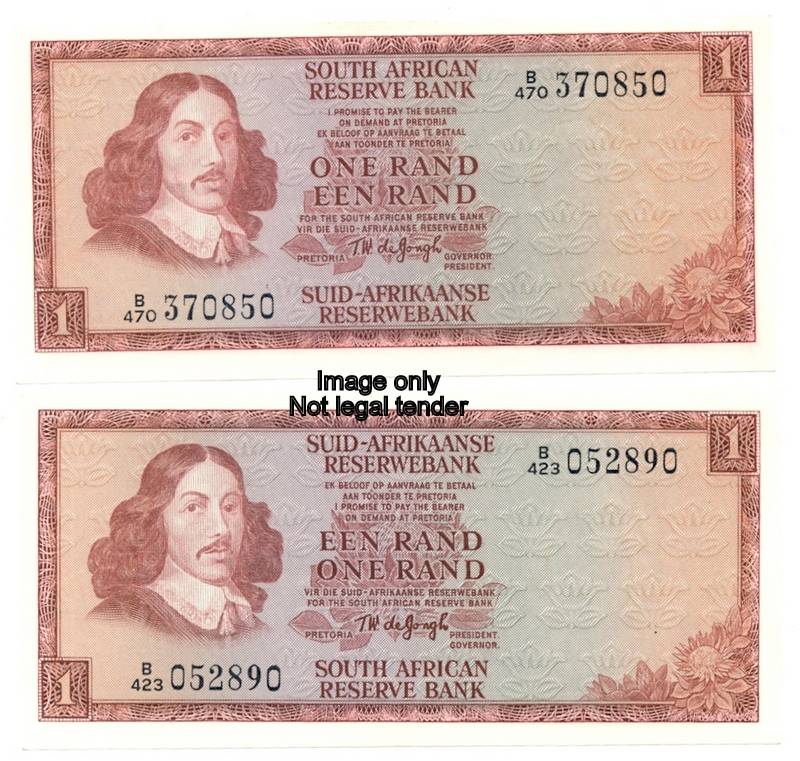 SOUTH AFRICAN
RESERVE BANK
B/470 370850
1
I PROMISE TO PAY THE BEARER
ON DEMAND AT PRETORIA
EK BELOOF OP AANVRAAG TE BETAAL
AAN TOONDER TE PRETORIA
ONE RAND
EEN RAND
FOR THE SOUTH AFRICAN RESERVE BANK
VIR DIE SUID-AFRIKAANSE RESERWEBANK
T.W. de Jongh
PRETORIA GOVERNOR
PRESIDENT.
1
B/470 370850
SUID-AFRIKAANSE
RESERWEBANK
Image only
Not legal tender
SUID-AFRIKAANSE
RESERWEBANK
B/423 052890
1
EK BELOOF OP AANVRAAG TE BETAAL
AAN TOONDER TE PRETORIA
I PROMISE TO PAY THE BEARER
ON DEMAND AT PRETORIA
EEN RAND
ONE RAND
VIR DIE SUID-AFRIKAANSE RESERWEBANK
FOR THE SOUTH AFRICAN RESERVE BANK
T.W. de Jongh
PRETORIA PRESIDENT.
GOVERNOR.
1
B/423 052890
SOUTH AFRICAN
RESERVE BANK